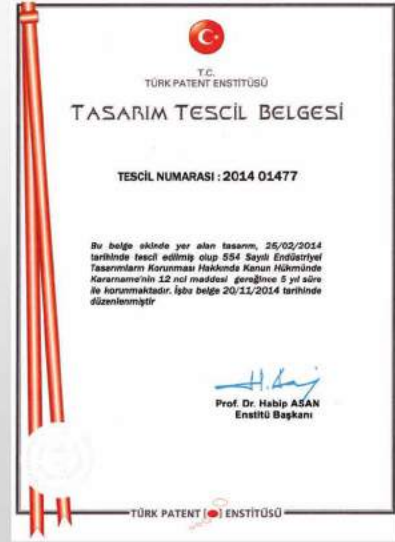 T.C.
TÜRK PATENT ENSTİTÜSÜ
TASARIM TESCİL BELGESİ
TESCİL NUMARASI : 2014 01477
Bu belge ekinde yer alan tasarım, 25/02/2014
tarihinde tescil edilmiş olup 554 Sayılı Endüstriyel
Tasarımların Korunması Hakkında Kanun Hükmünde
Kararname'nin 12 nci maddesi gereğince 5 yıl süre
ile korunmaktadır. İşbu belge 20/11/2014 tarihinde
düzenlenmiştir
Prof. Dr. Habip ASAN
Enstitü Başkanı
TÜRK PATENT ENSTİTÜSÜ